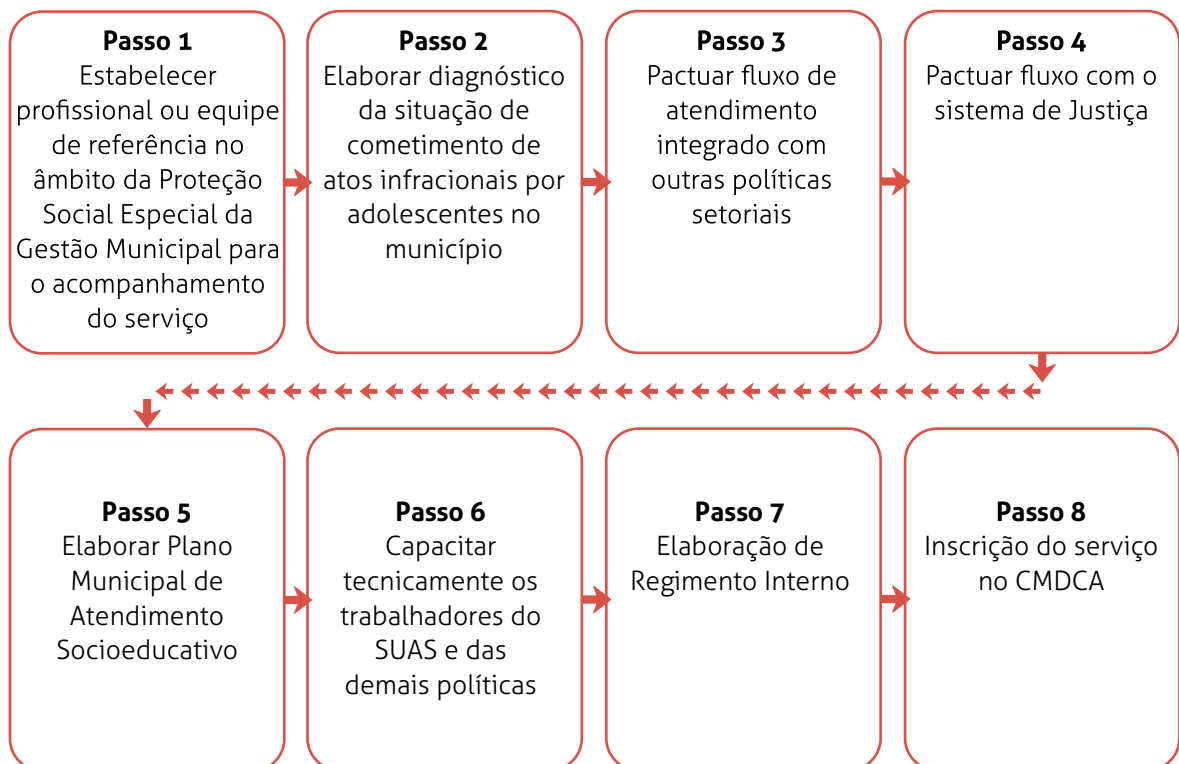 Passo 1
Estabelecer
profissional ou equipe
de referência no
âmbito da Proteção
Social Especial da
Gestão Municipal para
o acompanhamento
do serviço
Passo 2
Elaborar diagnóstico
da situação de
cometimento de
atos infracionais por
adolescentes no
município
Passo 3
Pactuar fluxo de
atendimento
integrado com
outras políticas
setoriais
Passo 4
Pactuar fluxo com o
sistema de Justiça
Passo 5
Elaborar Plano
Municipal de
Atendimento
Socioeducativo
Passo 6
Capacitar
tecnicamente os
trabalhadores do
SUAS e das
demais políticas
Passo 7
Elaboração de
Regimento Interno
Passo 8
Inscrição do serviço
no CMDCA